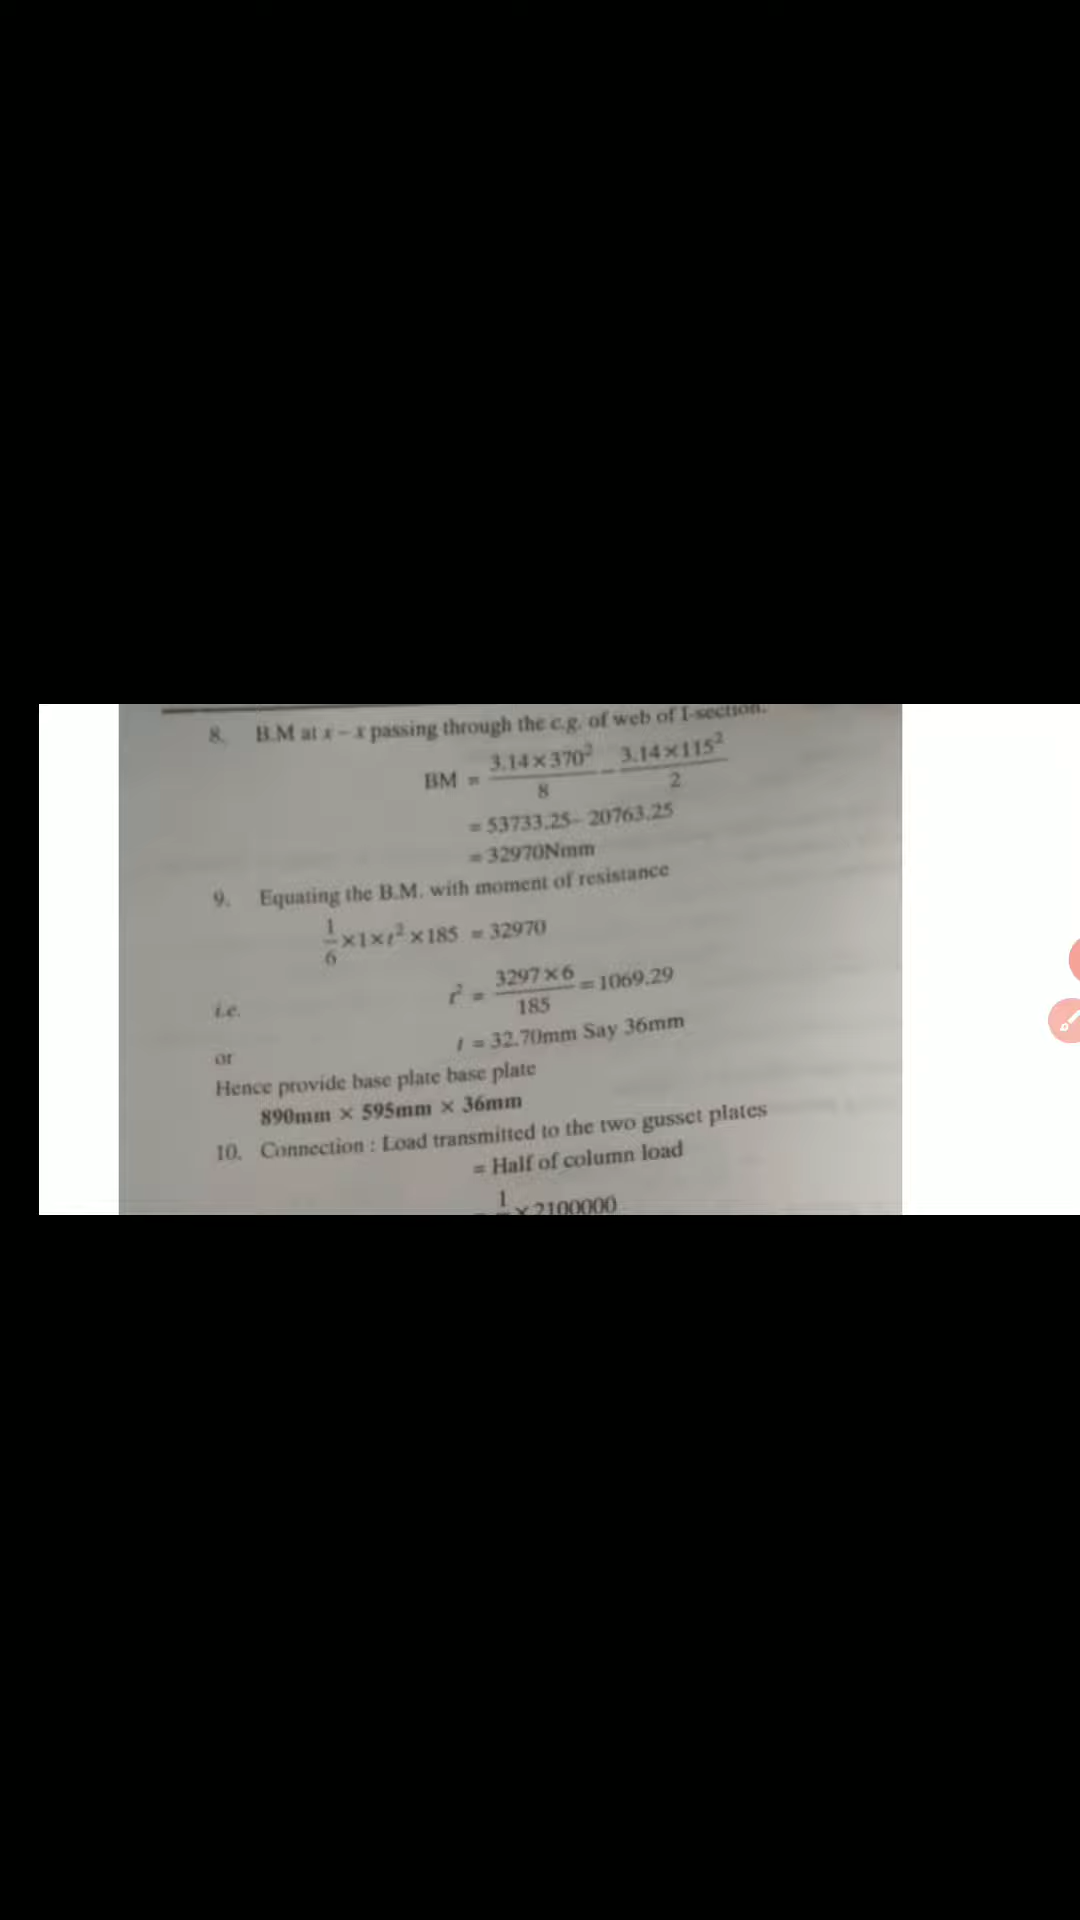 8. B.M at x – x passing through the c.g. of web of I-section.
BM = 3.14×370²/8 – 3.14×115²/2
= 53733.25– 20763.25
= 32970Nmm
9. Equating the B.M. with moment of resistance
1/6 ×1×t² ×185 = 32970
i.e. t² = 3297×6/185 = 1069.29
or t = 32.70mm Say 36mm
Hence provide base plate base plate
890mm × 595mm × 36mm
10. Connection : Load transmitted to the two gusset plates
= Half of column load
× 2100000